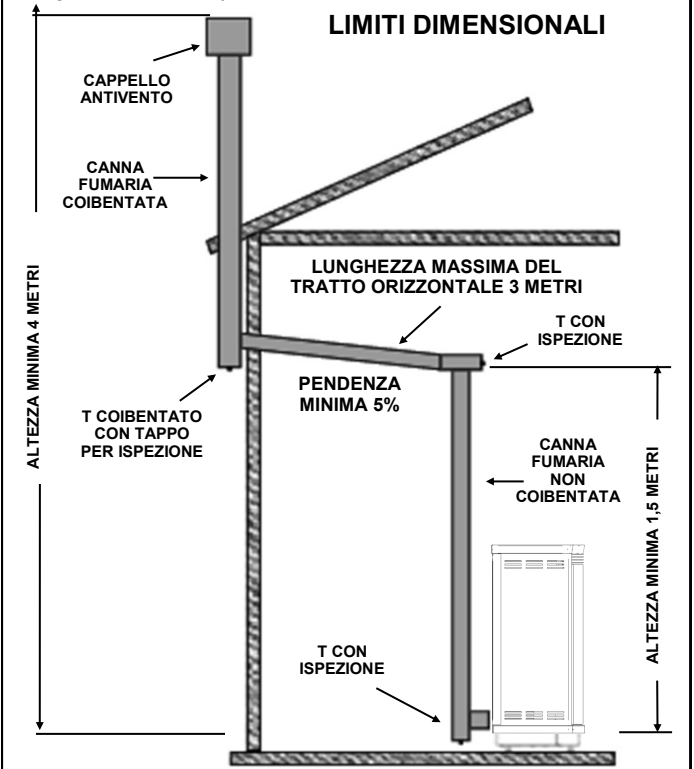 LIMITI DIMENSIONALI
CAPPELLO
ANTIVENTO
CANNA
FUMARIA
COIBENTATA
LUNGHEZZA MASSIMA DEL
TRATTO ORIZZONTALE 3 METRI
T CON
ISPEZIONE
PENDENZA
MINIMA 5%
T COIBENTATO
CON TAPPO
PER ISPEZIONE
CANNA
FUMARIA
NON
COIBENTATA
T CON
ISPEZIONE
ALTEZZA MINIMA 4 METRI
ALTEZZA MINIMA 1,5 METRI